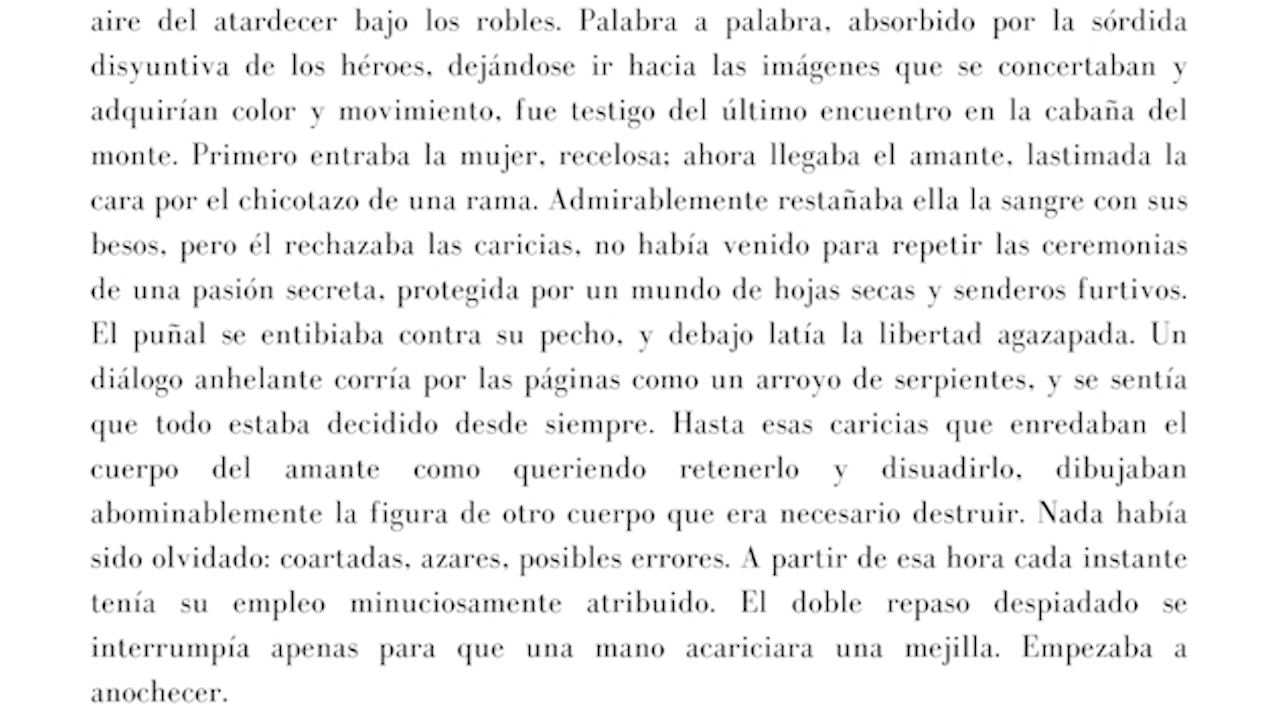 aire del atardecer bajo los robles. Palabra a palabra, absorbido por la sórdida
disyuntiva de los héroes, dejándose ir hacia las imágenes que se concertaban y
adquirían color y movimiento, fue testigo del último encuentro en la cabaña del
monte. Primero entraba la mujer, recelosa; ahora llegaba el amante, lastimada la
cara por el chicotazo de una rama. Admirablemente restañaba ella la sangre con sus
besos, pero él rechazaba las caricias, no había venido para repetir las ceremonias
de una pasión secreta, protegida por un mundo de hojas secas y senderos furtivos.
El puñal se entibiaba contra su pecho, y debajo latía la libertad agazapada. Un
diálogo anhelante corría por las páginas como un arroyo de serpientes, y se sentía
que todo estaba decidido desde siempre. Hasta esas caricias que enredaban el
cuerpo del amante como queriendo retenerlo y disuadirlo, dibujaban
abominablemente la figura de otro cuerpo que era necesario destruir. Nada había
sido olvidado: coartadas, azares, posibles errores. A partir de esa hora cada instante
tenía su empleo minuciosamente atribuido. El doble repaso despiadado se
interrumpía apenas para que una mano acariciara una mejilla. Empezaba a
anochecer.